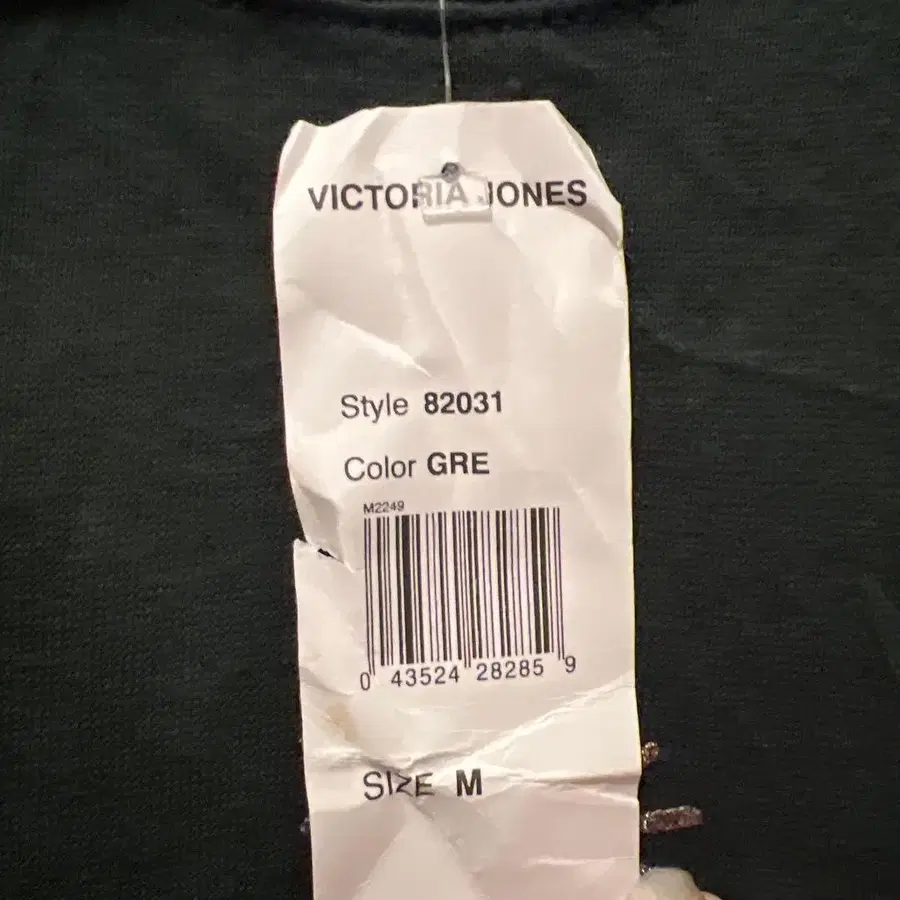 VICTORIA JONES
Style 82031
Color GRE
M2249
0 43524 28285 9
SIZE M